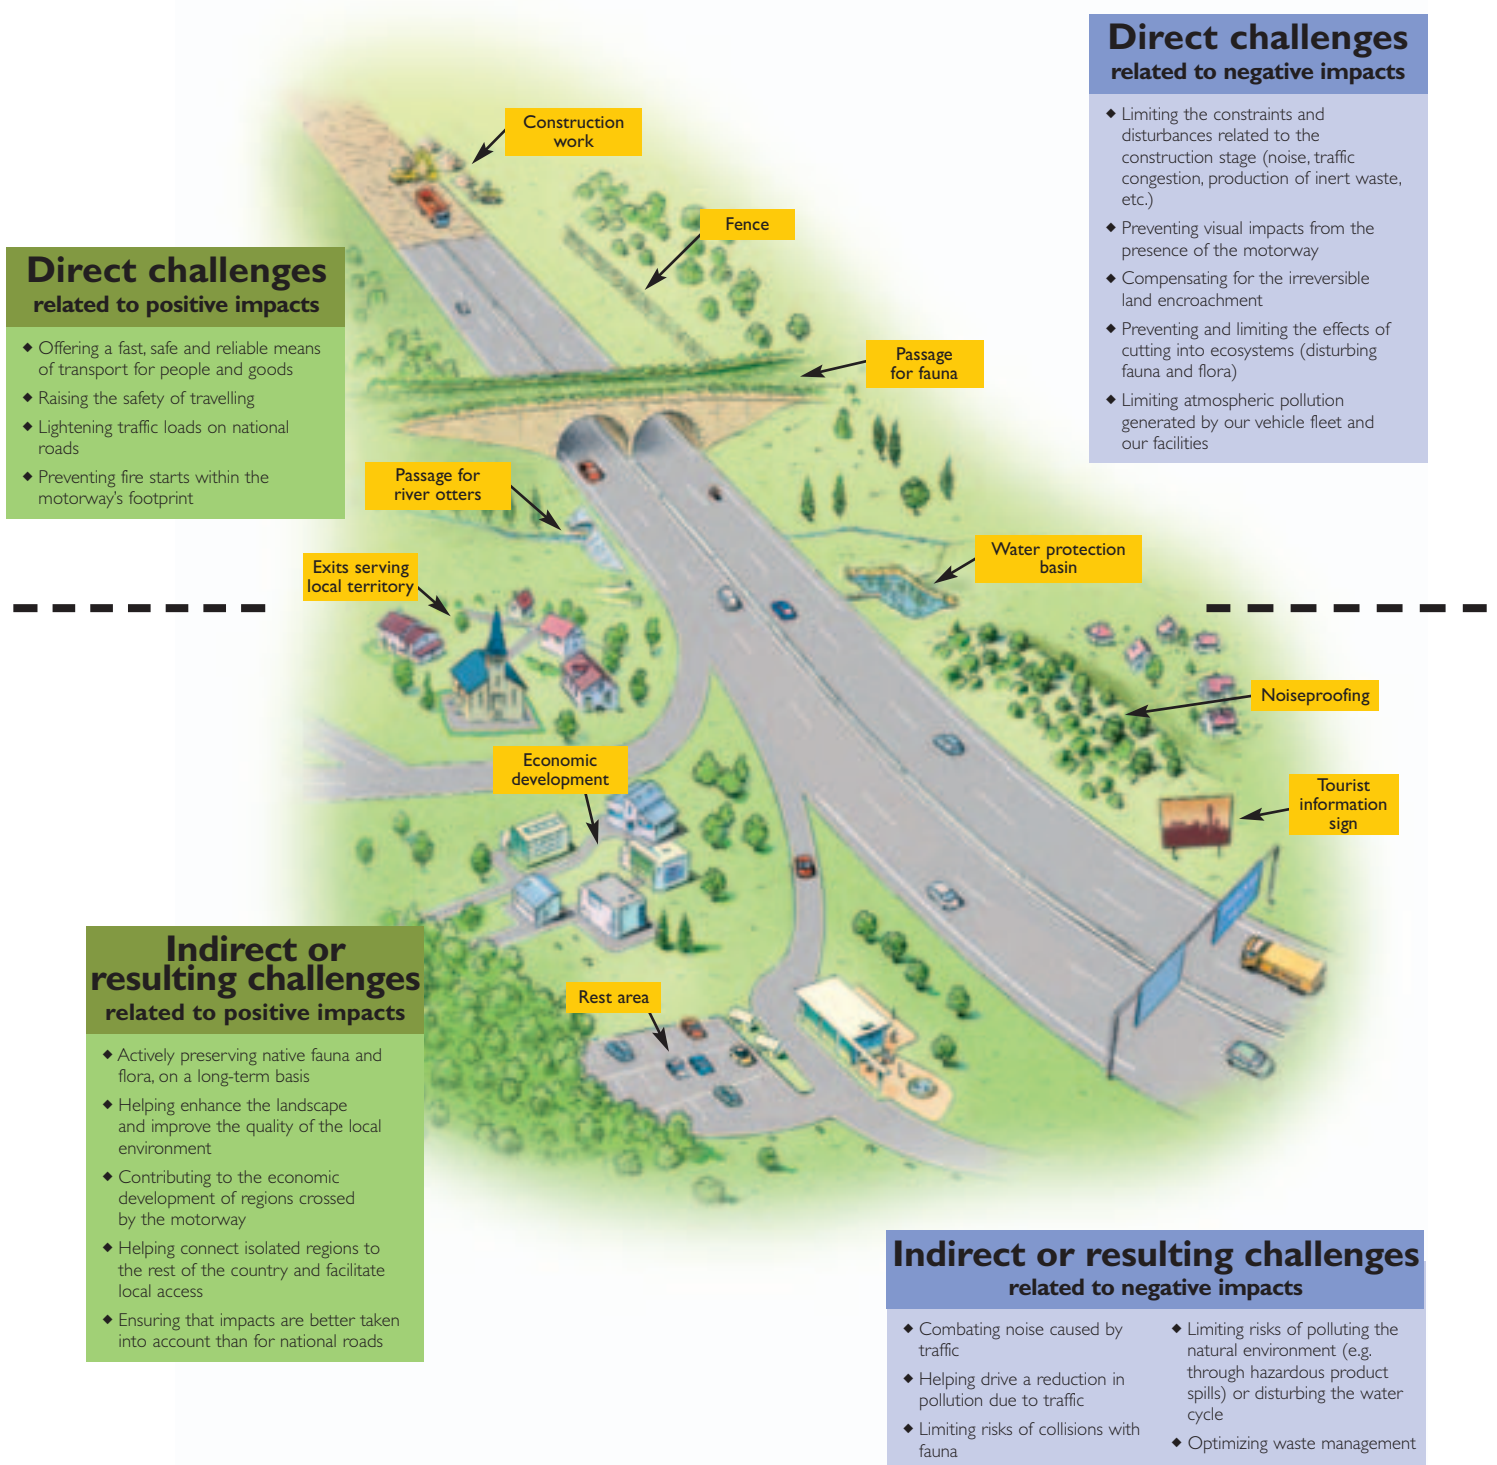 Direct challenges
related to negative impacts
◆ Limiting the constraints and
disturbances related to the
construction stage (noise, traffic
congestion, production of inert waste,
etc.)
◆ Preventing visual impacts from the
presence of the motorway
◆ Compensating for the irreversible
land encroachment
◆ Preventing and limiting the effects of
cutting into ecosystems (disturbing
fauna and flora)
◆ Limiting atmospheric pollution
generated by our vehicle fleet and
our facilities
Construction
work
Fence
Direct challenges
related to positive impacts
◆ Offering a fast, safe and reliable means
of transport for people and goods
◆ Raising the safety of travelling
◆ Lightening traffic loads on national
roads
◆ Preventing fire starts within the
motorway's footprint
Passage
for fauna
Passage for
river otters
Water protection
basin
Exits serving
local territory
Noiseproofing
Economic
development
Tourist
information
sign
Rest area
Indirect or
resulting challenges
related to positive impacts
◆ Actively preserving native fauna and
flora, on a long-term basis
◆ Helping enhance the landscape
and improve the quality of the local
environment
◆ Contributing to the economic
development of regions crossed
by the motorway
◆ Helping connect isolated regions to
the rest of the country and facilitate
local access
◆ Ensuring that impacts are better taken
into account than for national roads
Indirect or resulting challenges
related to negative impacts
◆ Combating noise caused by
traffic
◆ Helping drive a reduction in
pollution due to traffic
◆ Limiting risks of collisions with
fauna
◆ Limiting risks of polluting the
natural environment (e.g.
through hazardous product
spills) or disturbing the water
cycle
◆ Optimizing waste management